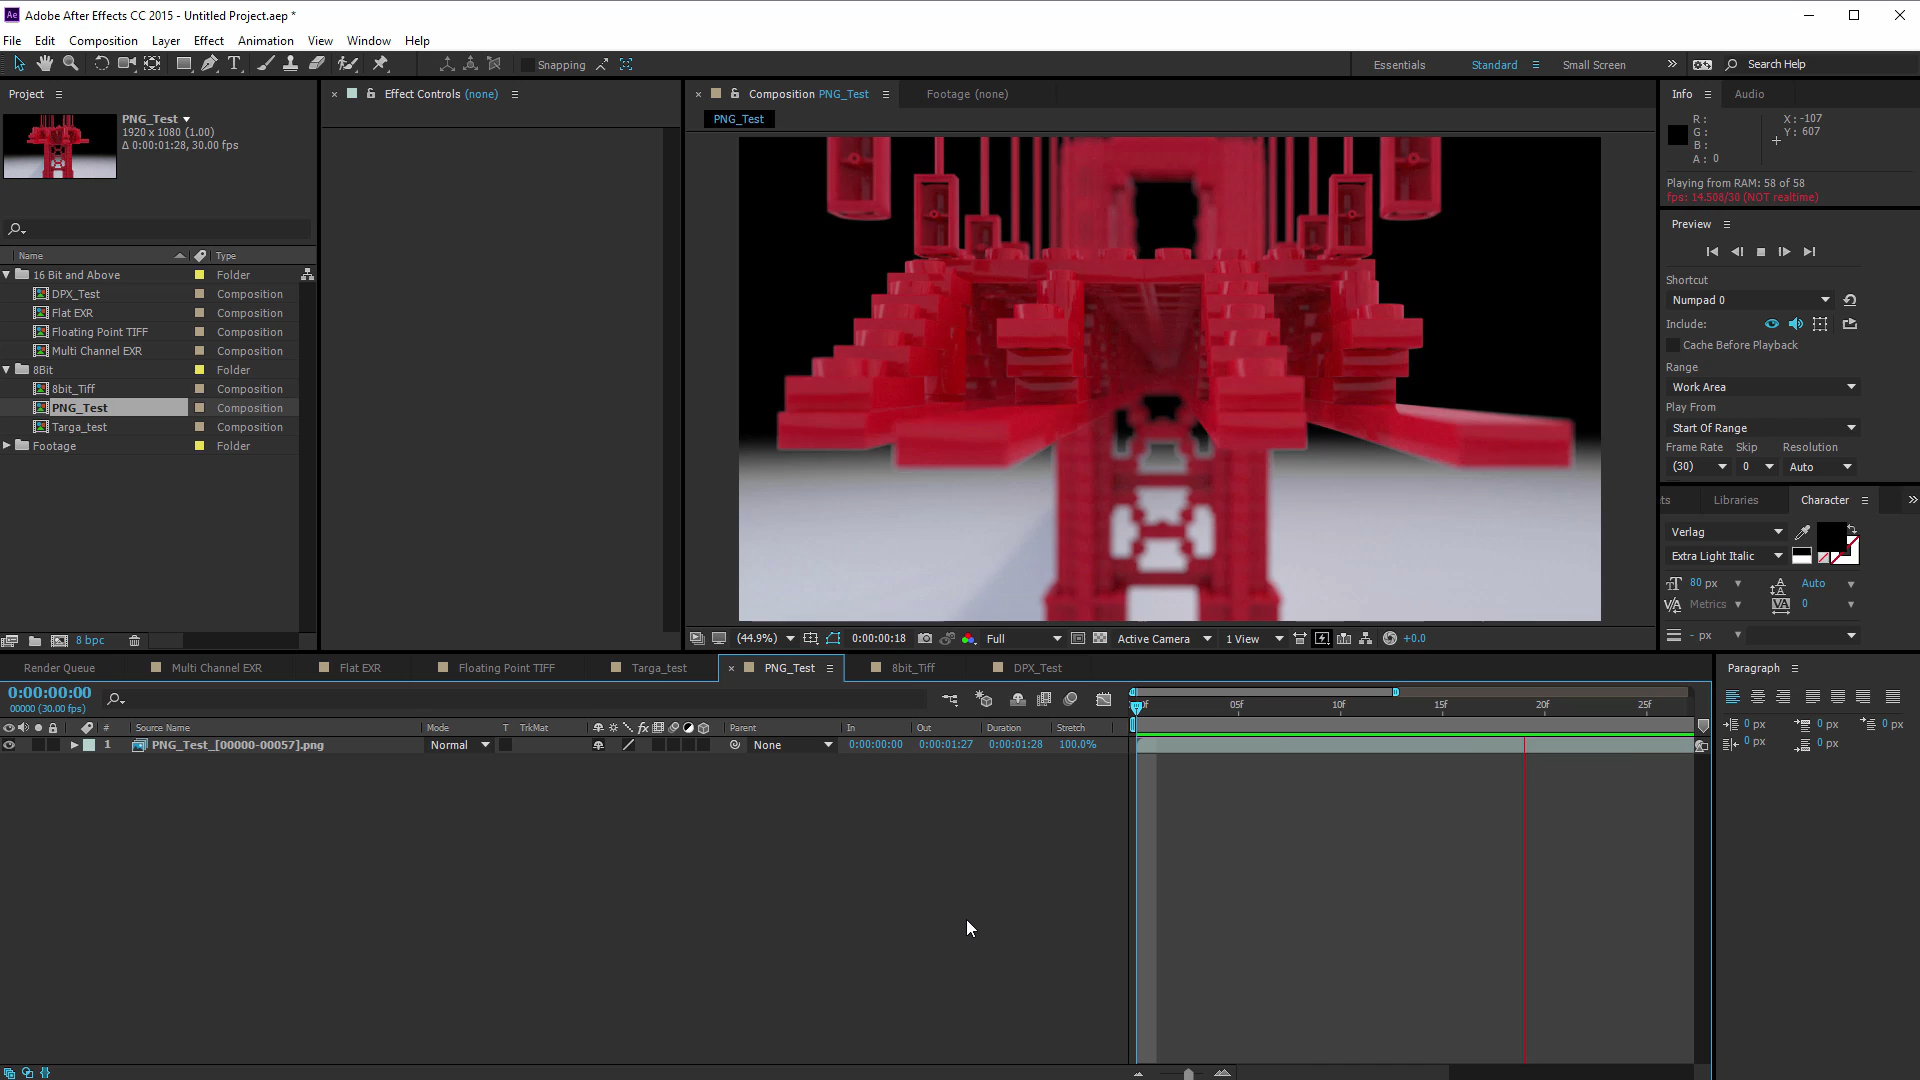 Adobe After Effects CC 2015 - Untitled Project.aep *
File Edit Composition Layer Effect Animation View Window Help
Snapping
Essentials Standard Small Screen Search Help
Project
PNG_Test
1920 x 1080 (1.00)
Δ 0:00:01:28, 30.00 fps
Name Type
16 Bit and Above Folder
DPX_Test Composition
Flat EXR Composition
Floating Point TIFF Composition
Multi Channel EXR Composition
8Bit Folder
8bit_Tiff Composition
PNG_Test Composition
Targa_test Composition
Footage Folder
8 bpc
Effect Controls (none)
Composition PNG_Test
Footage (none)
PNG_Test
(44.9%) 0:00:00:18 Full Active Camera 1 View +0.0
Info Audio
R :
G :
B :
A : 0
X : -107
Y : 607
Playing from RAM: 58 of 58
fps: 14.508/30 (NOT realtime)
Preview
Shortcut
Numpad 0
Include:
Cache Before Playback
Range
Work Area
Play From
Start Of Range
Frame Rate Skip Resolution
(30) 0 Auto
ets Libraries Character
Verlag
Extra Light Italic
80 px Auto
Metrics 0
- px
Render Queue Multi Channel EXR Flat EXR Floating Point TIFF Targa_test PNG_Test 8bit_Tiff DPX_Test
0:00:00:00
00000 (30.00 fps)
05f 10f 15f 20f 25f
# Source Name Mode T TrkMat Parent In Out Duration Stretch
1 PNG_Test_[00000-00057].png Normal None 0:00:00:00 0:00:01:27 0:00:01:28 100.0%
Paragraph
0 px 0 px 0 px
0 px 0 px